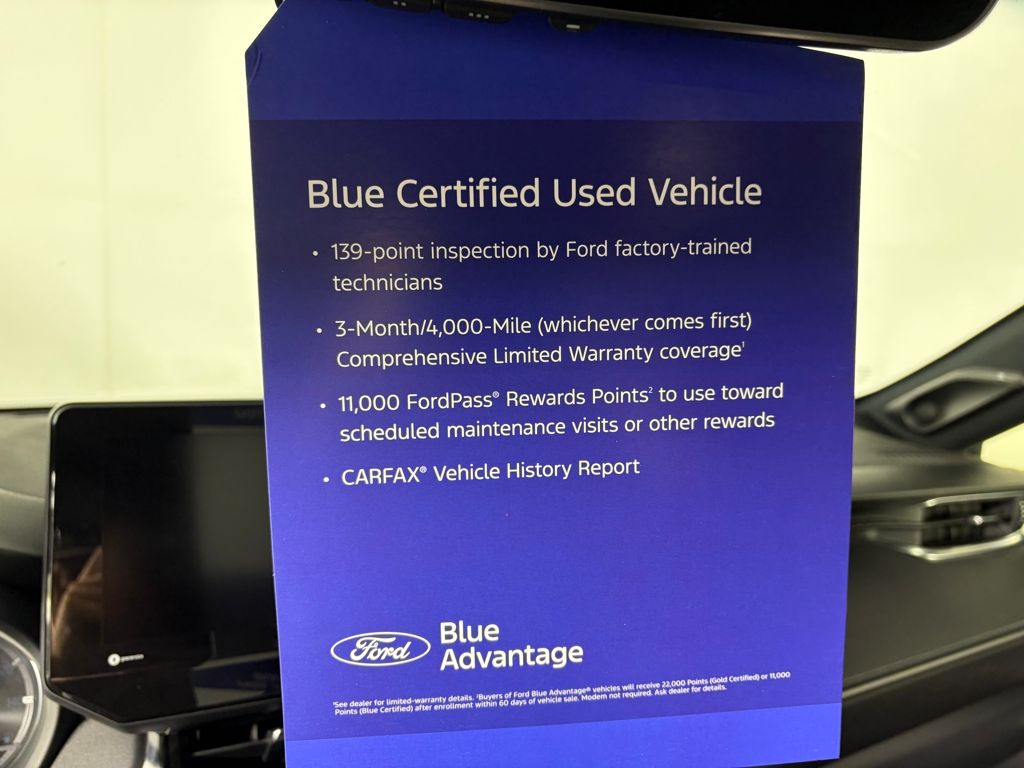 Blue Certified Used Vehicle
• 139-point inspection by Ford factory-trained
technicians
• 3-Month/4,000-Mile (whichever comes first)
Comprehensive Limited Warranty coverage¹
• 11,000 FordPass® Rewards Points² to use toward
scheduled maintenance visits or other rewards
• CARFAX® Vehicle History Report
Ford
Blue
Advantage
¹See dealer for limited-warranty details. ²Buyers of Ford Blue Advantage® vehicles will receive 22,000 Points (Gold Certified) or 11,000
Points (Blue Certified) after enrollment within 60 days of vehicle sale. Modem not required. Ask dealer for details.